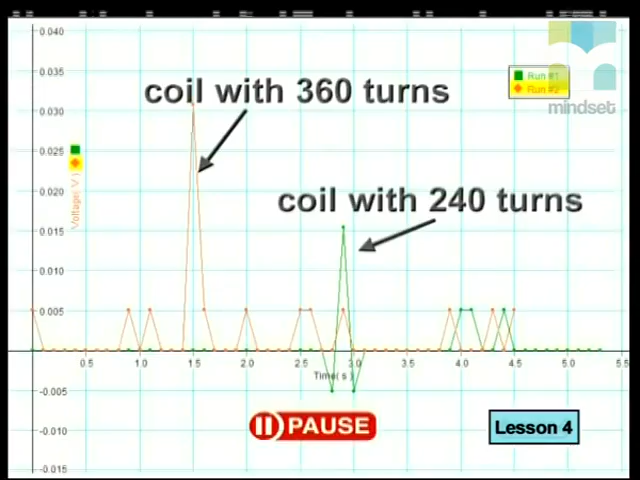 0.040
0.035
Run #1
coil with 360 turns
Run #2
mindset
0.030
0.025
0.020
coil with 240 turns
Voltage( V )
0.015
0.010
0.005
0.5 1.0 1.5 2.0 2.5 3.0 3.5 4.0 4.5 5.0 5.5
Time( s )
-0.005
PAUSE
Lesson 4
-0.010
-0.015